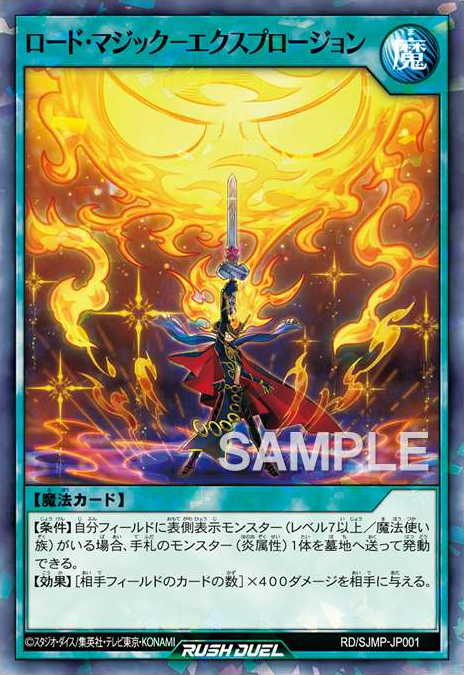 ロード・マジック－エクスプロージョン
魔
SAMPLE
【魔法カード】
【条件】自分フィールドに表側表示モンスター(レベル7以上／魔法使い
族)がいる場合、手札のモンスター(炎属性)1体を墓地へ送って発動
できる。
【効果】[相手フィールドのカードの数]×400ダメージを相手に与える。
©スタジオ・ダイス/集英社・テレビ東京・KONAMI
RUSH DUEL
RD/SJMP-JP001